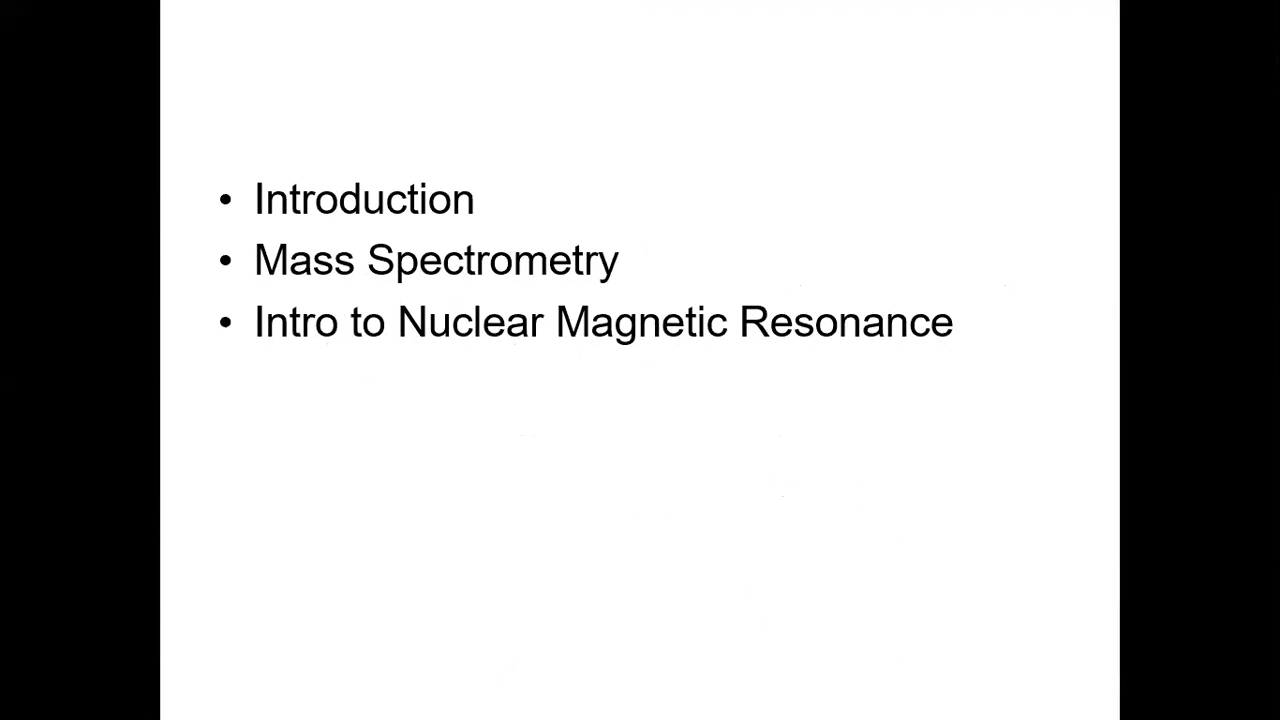 • Introduction
• Mass Spectrometry
• Intro to Nuclear Magnetic Resonance